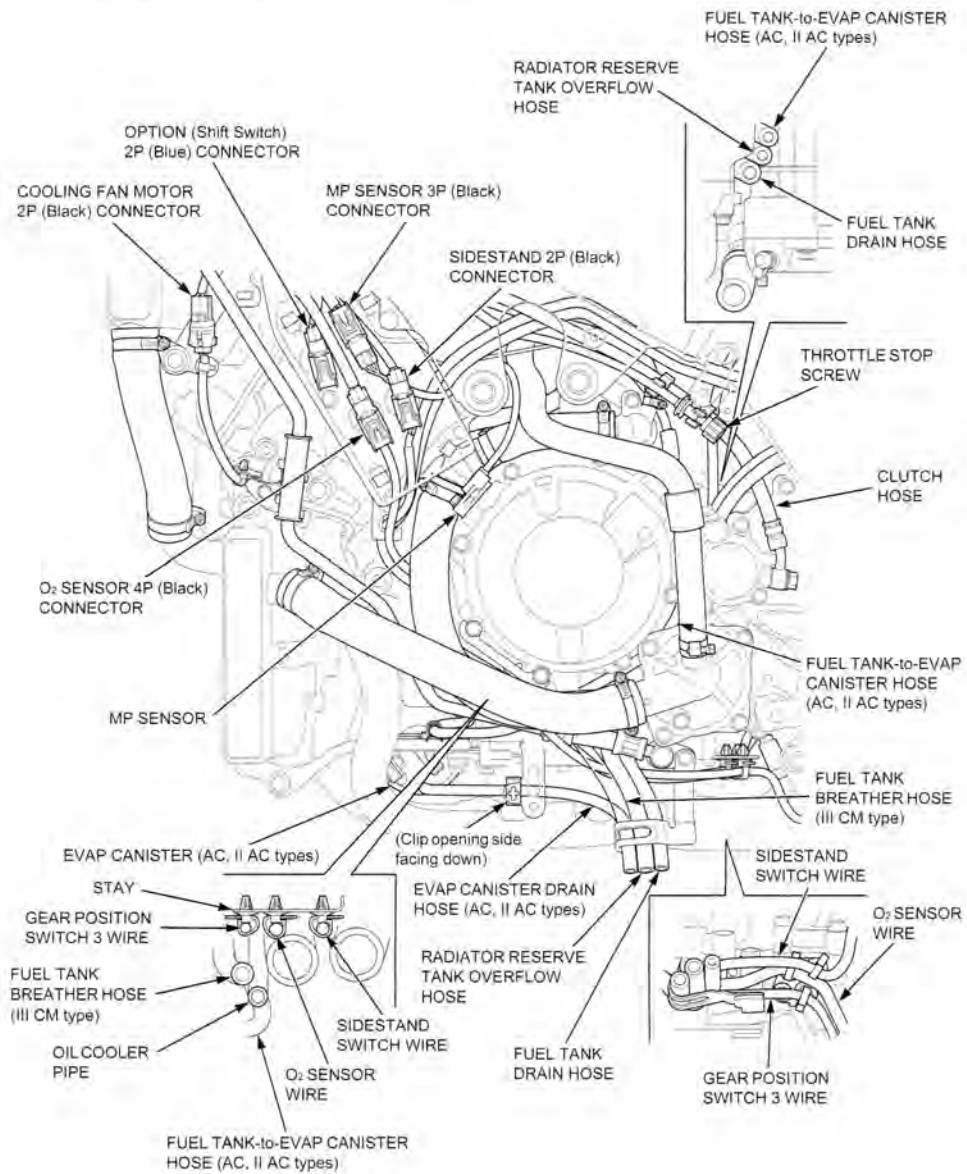 FUEL TANK-to-EVAP CANISTER
HOSE (AC, II AC types)
RADIATOR RESERVE
TANK OVERFLOW
HOSE
OPTION (Shift Switch)
2P (Blue) CONNECTOR
COOLING FAN MOTOR
2P (Black) CONNECTOR
MP SENSOR 3P (Black)
CONNECTOR
FUEL TANK
DRAIN HOSE
SIDESTAND 2P (Black)
CONNECTOR
THROTTLE STOP
SCREW
CLUTCH
HOSE
O₂ SENSOR 4P (Black)
CONNECTOR
FUEL TANK-to-EVAP
CANISTER HOSE
(AC, II AC types)
MP SENSOR
FUEL TANK
BREATHER HOSE
(III CM type)
(Clip opening side
facing down)
EVAP CANISTER (AC, II AC types)
EVAP CANISTER DRAIN
HOSE (AC, II AC types)
SIDESTAND
SWITCH WIRE
O₂ SENSOR
WIRE
STAY
GEAR POSITION
SWITCH 3 WIRE
RADIATOR RESERVE
TANK OVERFLOW
HOSE
FUEL TANK
BREATHER HOSE
(III CM type)
SIDESTAND
SWITCH WIRE
OIL COOLER
PIPE
O₂ SENSOR
WIRE
FUEL TANK
DRAIN HOSE
GEAR POSITION
SWITCH 3 WIRE
FUEL TANK-to-EVAP CANISTER
HOSE (AC, II AC types)